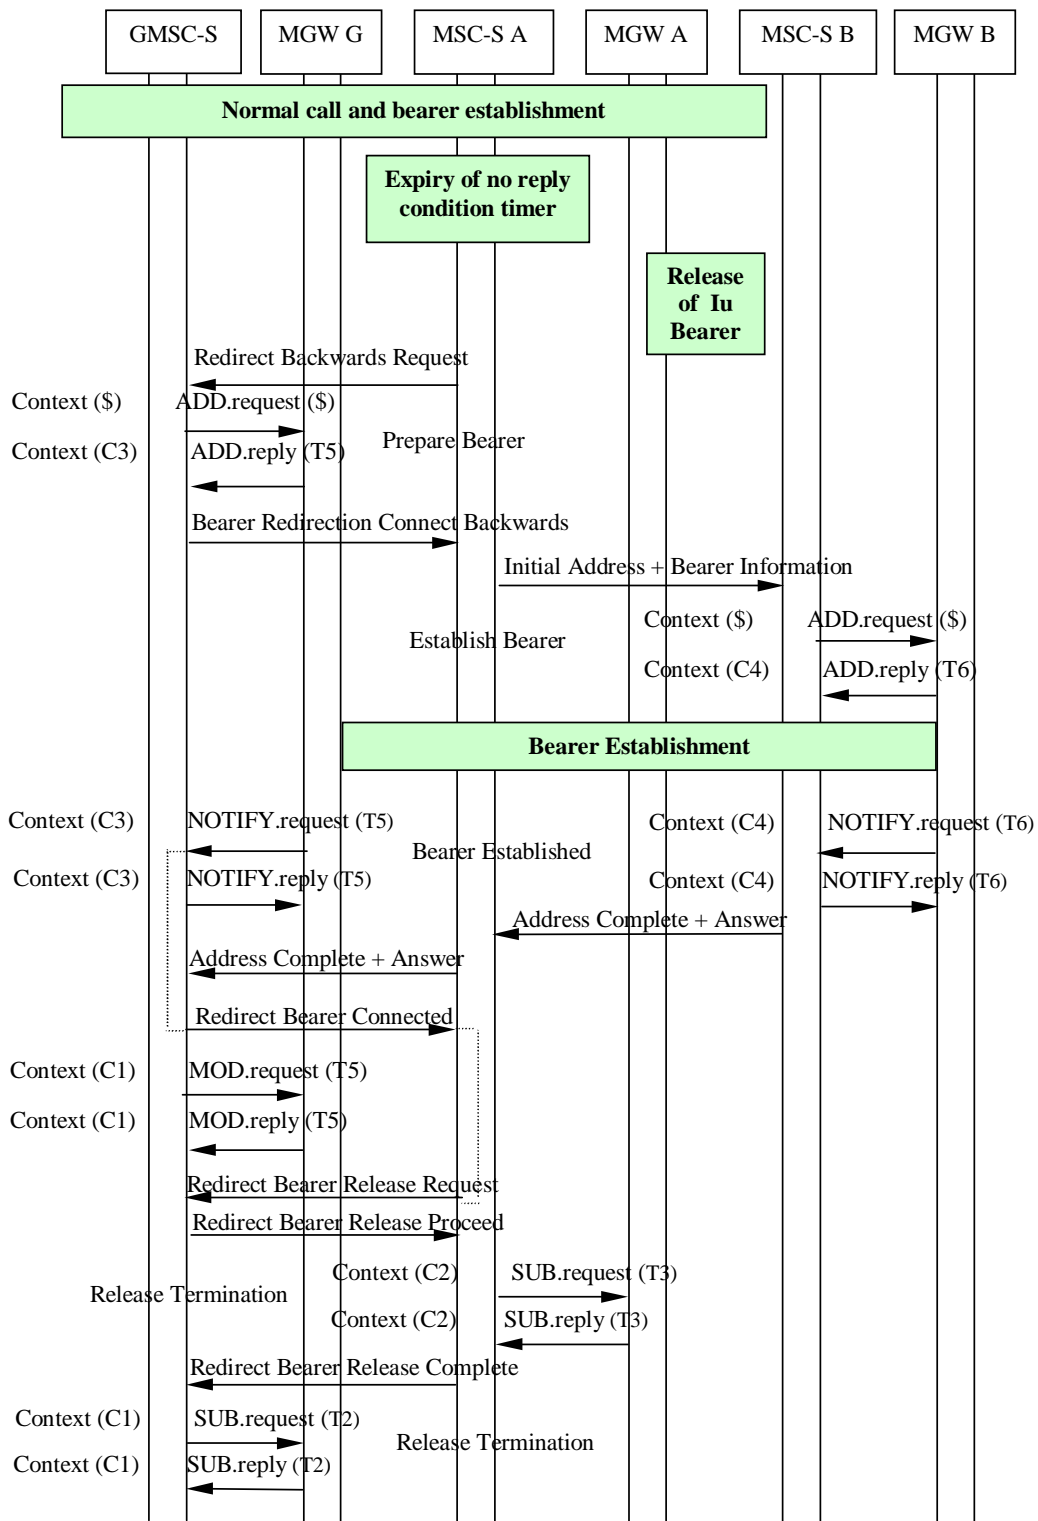 GMSC-S
MGW G
MSC-S A
MGW A
MSC-S B
MGW B
Normal call and bearer establishment
Expiry of no reply
condition timer
Release
of Iu
Bearer
Redirect Backwards Request
Context ($)
ADD.request ($)
Prepare Bearer
Context (C3)
ADD.reply (T5)
Bearer Redirection Connect Backwards
Initial Address + Bearer Information
Context ($)
ADD.request ($)
Establish Bearer
Context (C4)
ADD.reply (T6)
Bearer Establishment
Context (C3)
NOTIFY.request (T5)
Context (C4)
NOTIFY.request (T6)
Bearer Established
Context (C3)
NOTIFY.reply (T5)
Context (C4)
NOTIFY.reply (T6)
Address Complete + Answer
Address Complete + Answer
Redirect Bearer Connected
Context (C1)
MOD.request (T5)
Context (C1)
MOD.reply (T5)
Redirect Bearer Release Request
Redirect Bearer Release Proceed
Context (C2)
SUB.request (T3)
Release Termination
Context (C2)
SUB.reply (T3)
Redirect Bearer Release Complete
Context (C1)
SUB.request (T2)
Release Termination
Context (C1)
SUB.reply (T2)